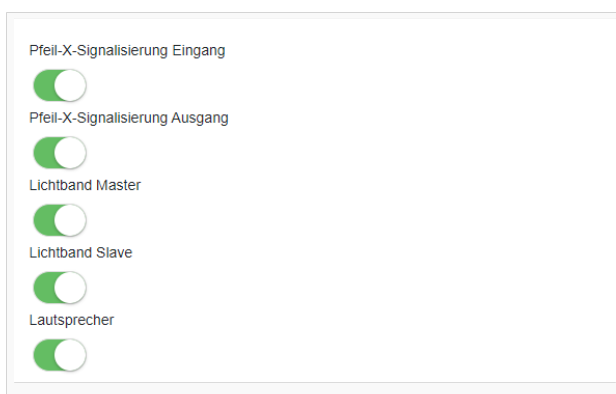 Pfeil-X-Signalisierung Eingang
Pfeil-X-Signalisierung Ausgang
Lichtband Master
Lichtband Slave
Lautsprecher